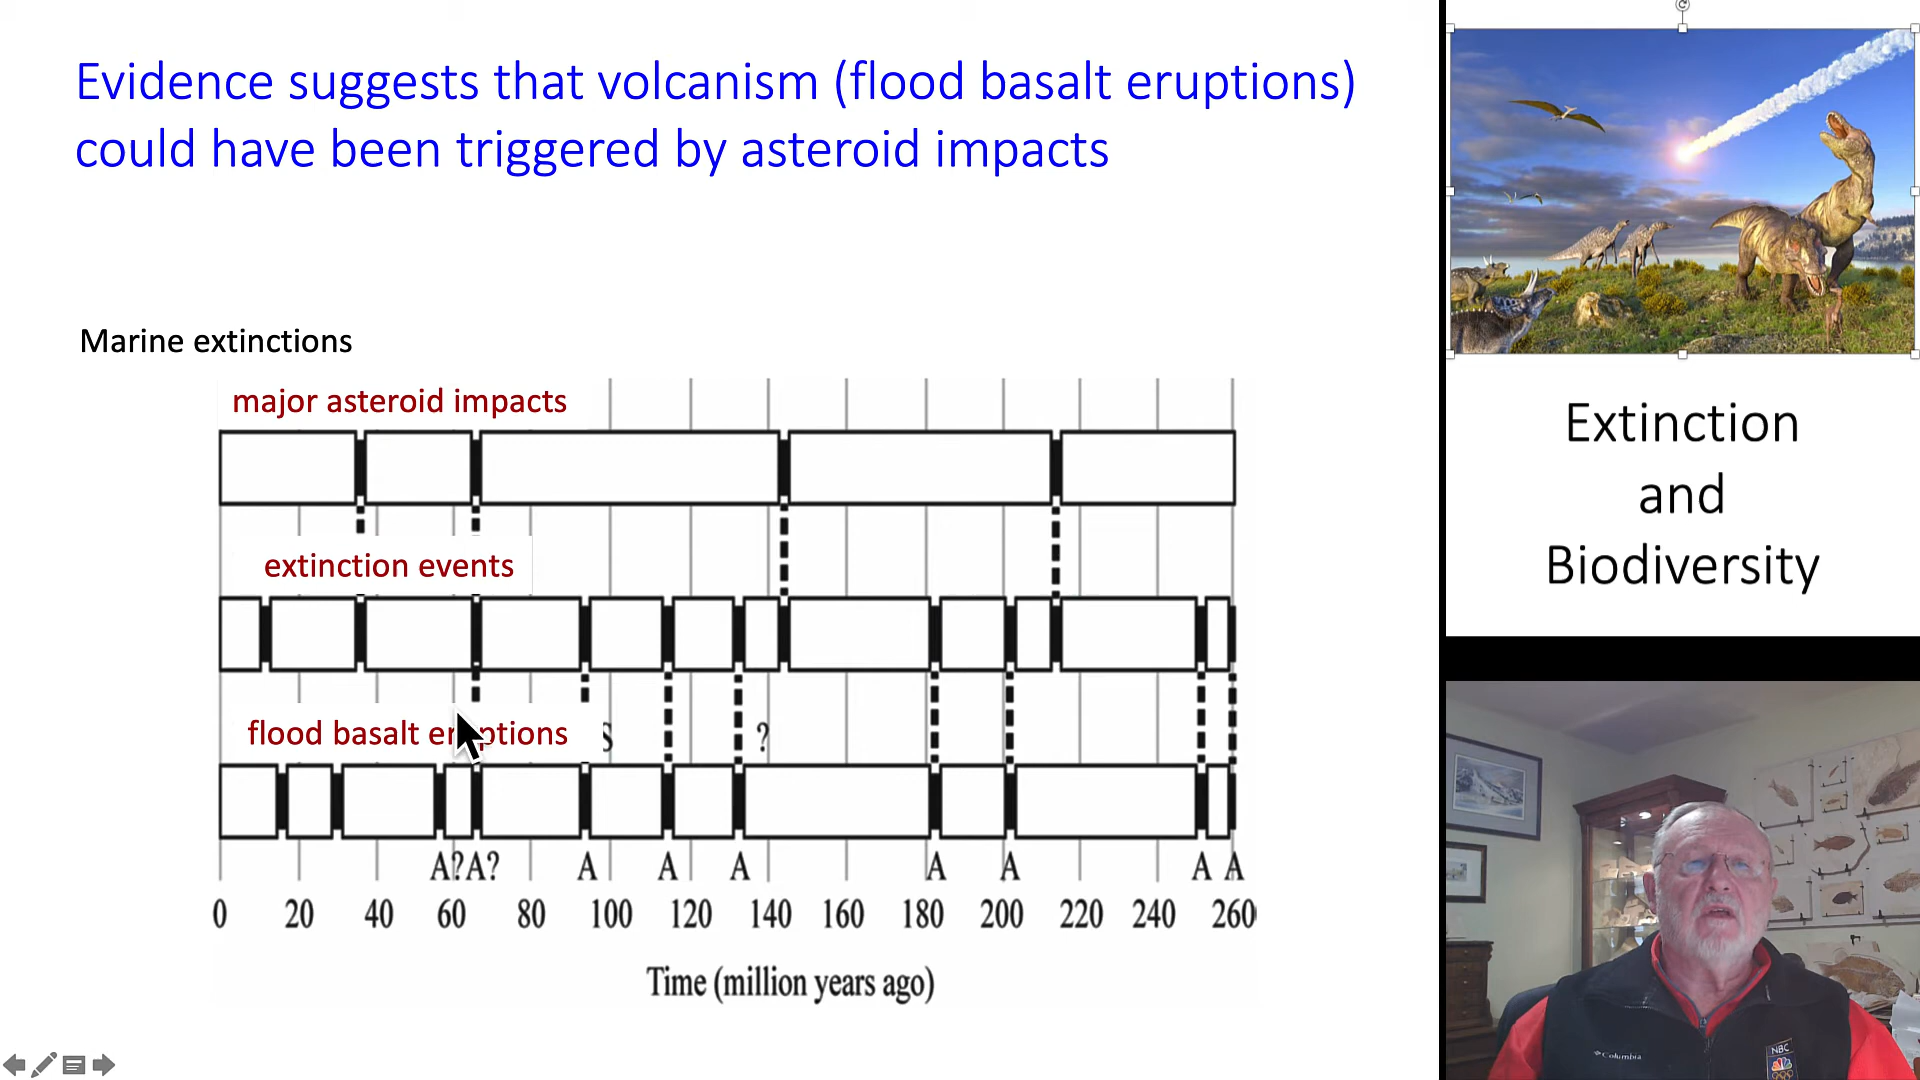 Evidence suggests that volcanism (flood basalt eruptions)
could have been triggered by asteroid impacts
Marine extinctions
major asteroid impacts
extinction events
flood basalt eruptions
S
?
A? A? A A A A A A A
0 20 40 60 80 100 120 140 160 180 200 220 240 260
Time (million years ago)
Extinction
and
Biodiversity
Columbia
NBC